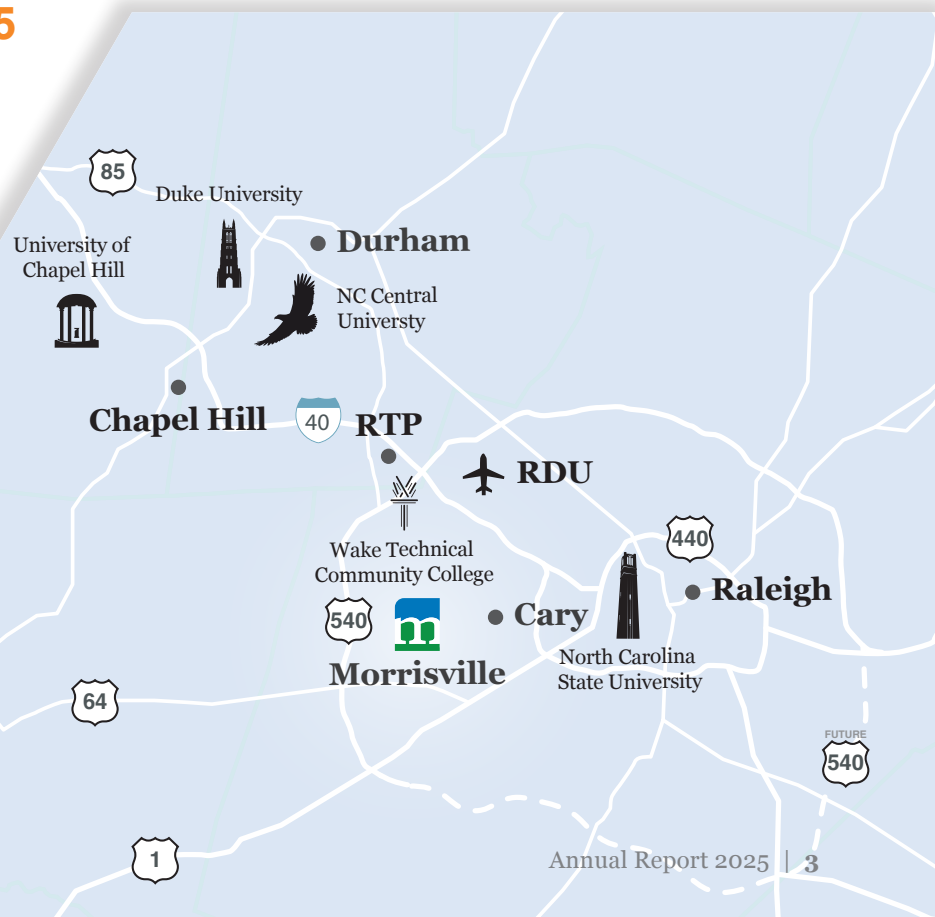 5
85
Duke University
University of
Chapel Hill
Durham
NC Central
Universty
Chapel Hill
40
RTP
RDU
440
Wake Technical
Community College
Raleigh
540
Cary
Morrisville
North Carolina
State University
64
FUTURE
540
1
Annual Report 2025 | 3